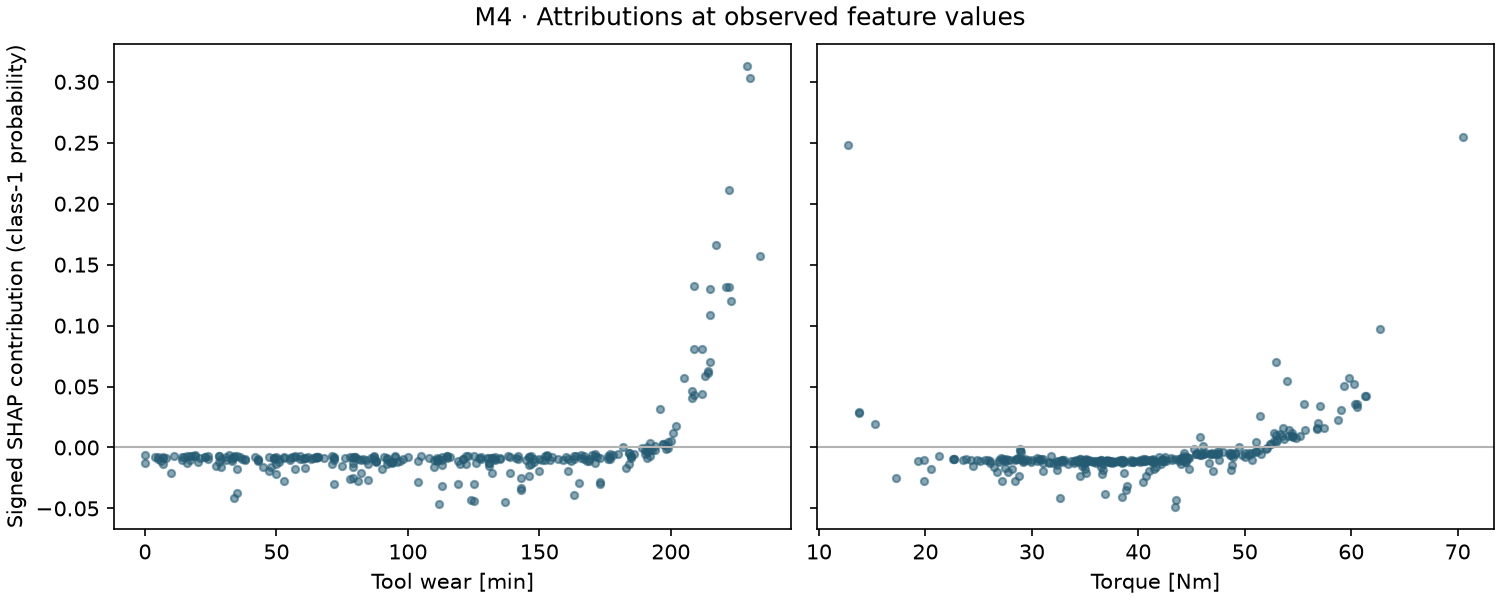 M4 · Attributions at observed feature values
Signed SHAP contribution (class-1 probability)
0.30
0.25
0.20
0.15
0.10
0.05
0.00
−0.05
0 50 100 150 200
Tool wear [min]
10 20 30 40 50 60 70
Torque [Nm]